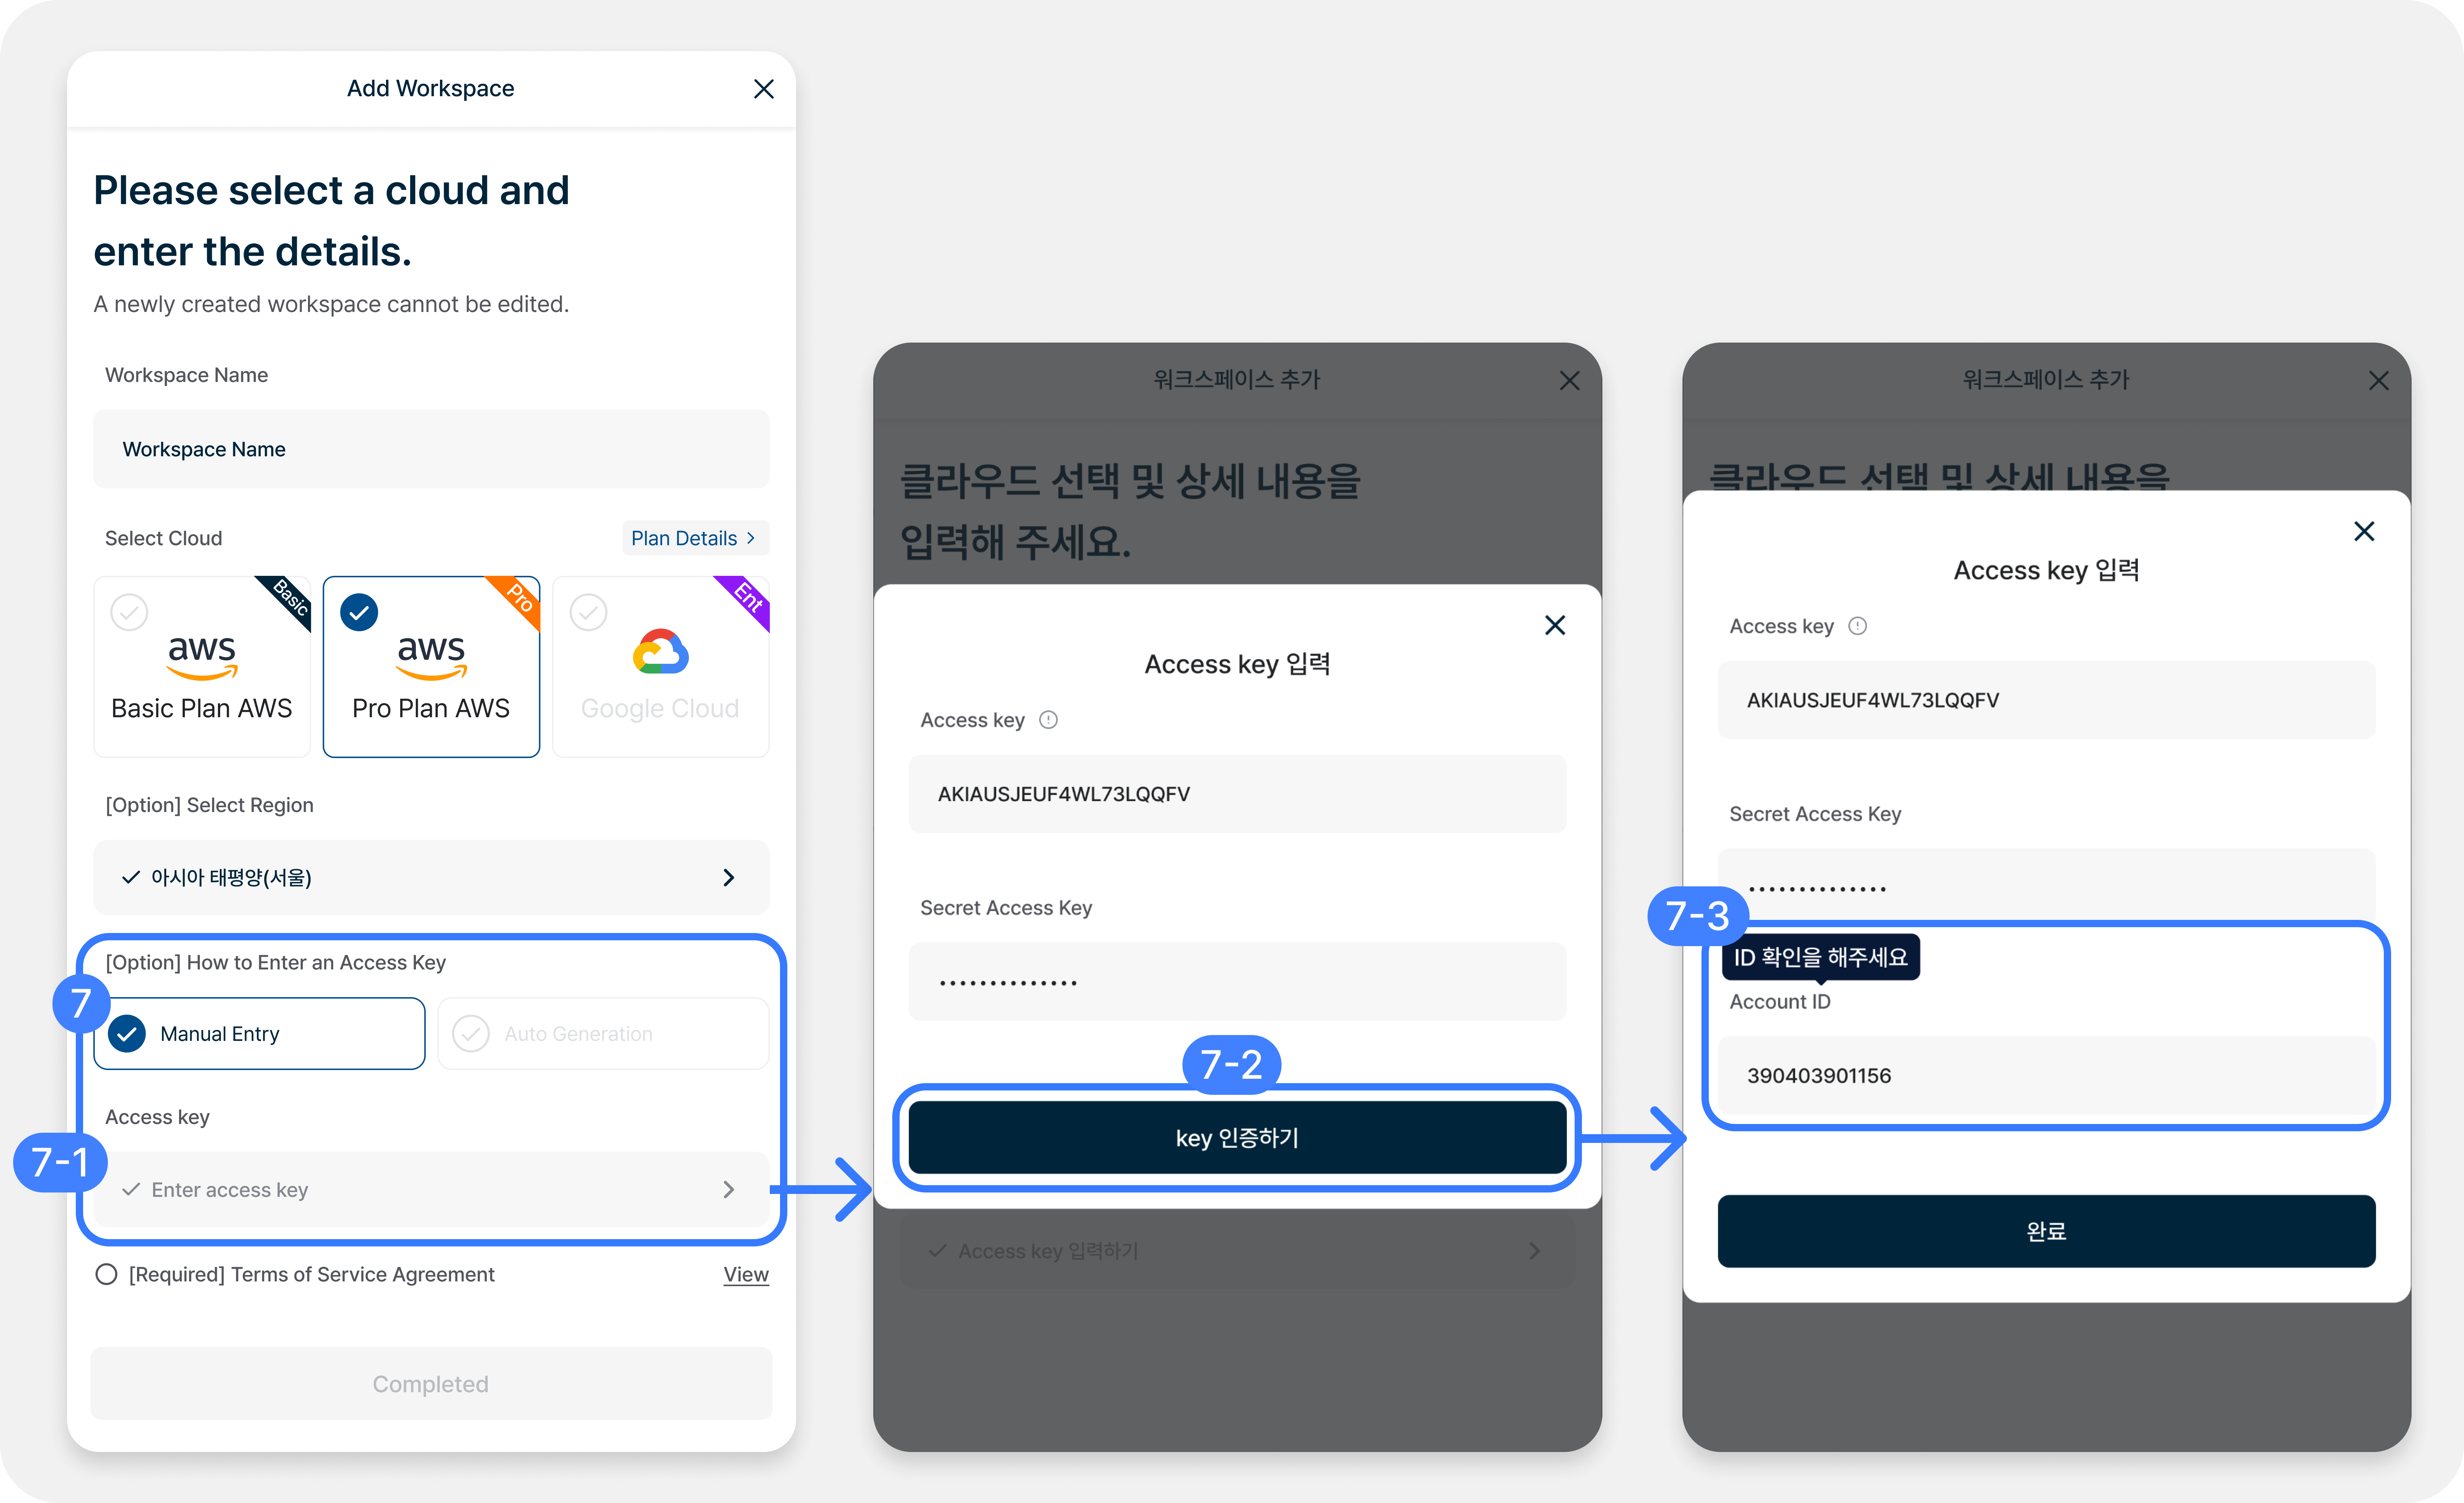 Add Workspace
Please select a cloud and
enter the details.
A newly created workspace cannot be edited.
Workspace Name
Workspace Name
Select Cloud
Plan Details
Basic
aws
Basic Plan AWS
Pro
aws
Pro Plan AWS
Ent
Google Cloud
[Option] Select Region
아시아 태평양(서울)
[Option] How to Enter an Access Key
7
Manual Entry
Auto Generation
Access key
7-1
Enter access key
[Required] Terms of Service Agreement
View
Completed
워크스페이스 추가
클라우드 선택 및 상세 내용을
입력해 주세요.
Access key 입력
Access key
AKIAUSJEUF4WL73LQQFV
Secret Access Key
••••••••••••••
7-2
key 인증하기
Access key 입력하기
워크스페이스 추가
클라우드 선택 및 상세 내용을
Access key 입력
Access key
AKIAUSJEUF4WL73LQQFV
Secret Access Key
••••••••••••••
7-3
ID 확인을 해주세요
Account ID
390403901156
완료